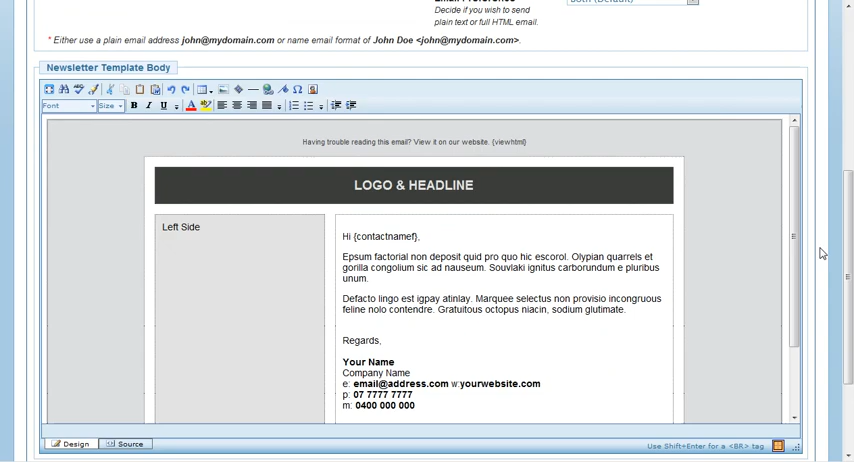 Decide if you wish to send
plain text or full HTML email.
* Either use a plain email address john@mydomain.com or name email format of John Doe <john@mydomain.com>.
Newsletter Template Body
Font Size B I U
Having trouble reading this email? View it on our website. {viewhtml}
LOGO & HEADLINE
Left Side
Hi {contactnamef},
Epsum factorial non deposit quid pro quo hic escorol. Olypian quarrels et
gorilla congolium sic ad nauseum. Souvlaki ignitus carborundum e pluribus
unum.
Defacto lingo est igpay atinlay. Marquee selectus non provisio incongruous
feline nolo contendre. Gratuitous octopus niacin, sodium glutimate.
Regards,
Your Name
Company Name
e: email@address.com w:yourwebsite.com
p: 07 7777 7777
m: 0400 000 000
Design Source
Use Shift+Enter for a <BR> tag